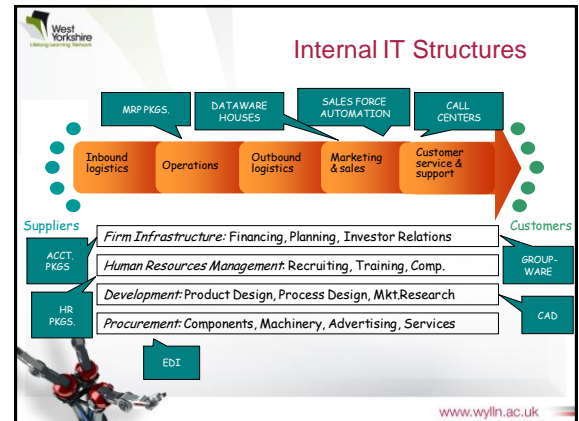 West
Yorkshire
Lifelong Learning Network
Internal IT Structures
MRP PKGS.
DATAWARE
HOUSES
SALES FORCE
AUTOMATION
CALL
CENTERS
Inbound
logistics
Operations
Outbound
logistics
Marketing
& sales
Customer
service &
support
Suppliers
Customers
Firm Infrastructure: Financing, Planning, Investor Relations
ACCT.
PKGS
GROUP-
WARE
Human Resources Management: Recruiting, Training, Comp.
Development: Product Design, Process Design, Mkt.Research
HR
PKGS.
CAD
Procurement: Components, Machinery, Advertising, Services
EDI
www.wylln.ac.uk